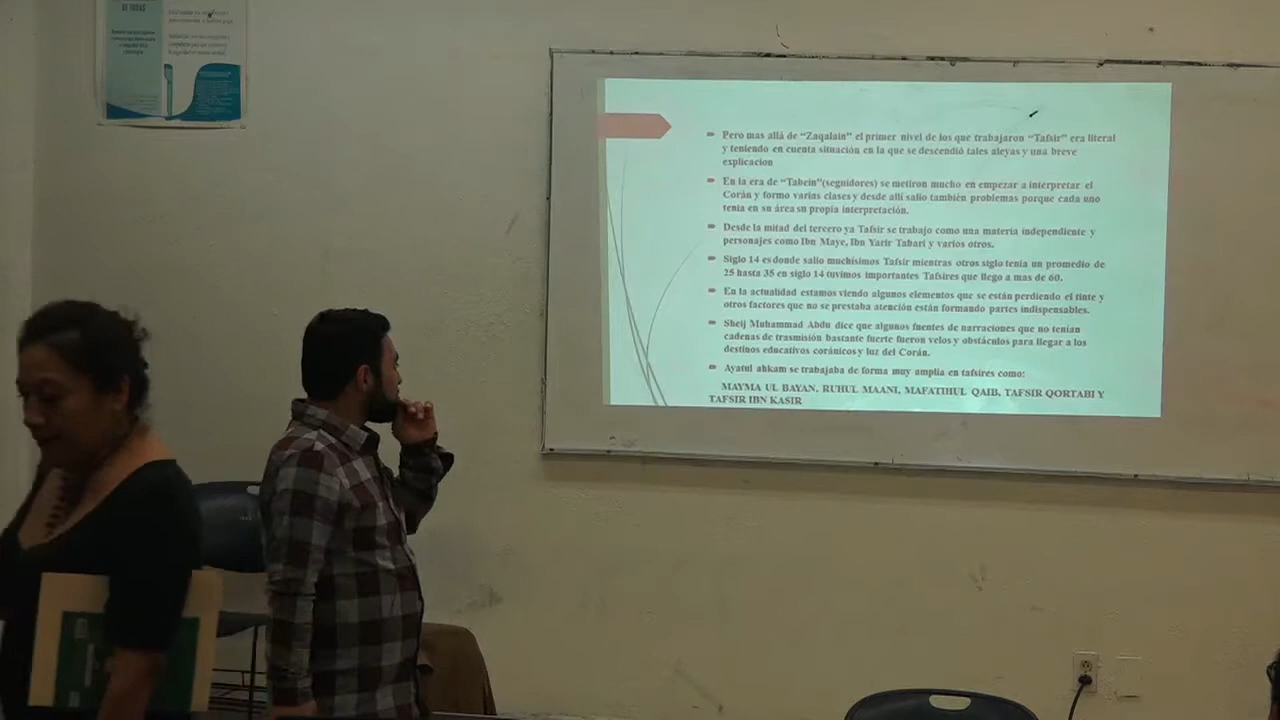 DE TODAS
Pero mas allá de “Zaqalain” el primer nivel de los que trabajaron “Tafsir” era literal
y teniendo en cuenta situación en la que se descendió tales aleyas y una breve
explicacion
En la era de “Tabein”(seguidores) se metiron mucho en empezar a interpretar el
Corán y formo varias clases y desde allí salio también problemas porque cada uno
tenia en su área su propia interpretación.
Desde la mitad del tercero ya Tafsir se trabajo como una materia independiente y
personajes como Ibn Maye, Ibn Yarir Tabari y varios otros.
Siglo 14 es donde salio muchísimos Tafsir mientras otros siglo tenia un promedio de
25 hasta 35 en siglo 14 tuvimos importantes Tafsires que llego a mas de 60.
En la actualidad estamos viendo algunos elementos que se están perdiendo el tinte y
otros factores que no se prestaba atención están formando partes indispensables.
Sheij Muhammad Abdu dice que algunos fuentes de narraciones que no tenían
cadenas de trasmisión bastante fuerte fueron velos y obstáculos para llegar a los
destinos educativos coránicos y luz del Corán.
Ayatul ahkam se trabajaba de forma muy amplia en tafsires como:
MAYMA UL BAYAN, RUHUL MAANI, MAFATIHUL QAIB, TAFSIR QORTABI Y
TAFSIR IBN KASIR